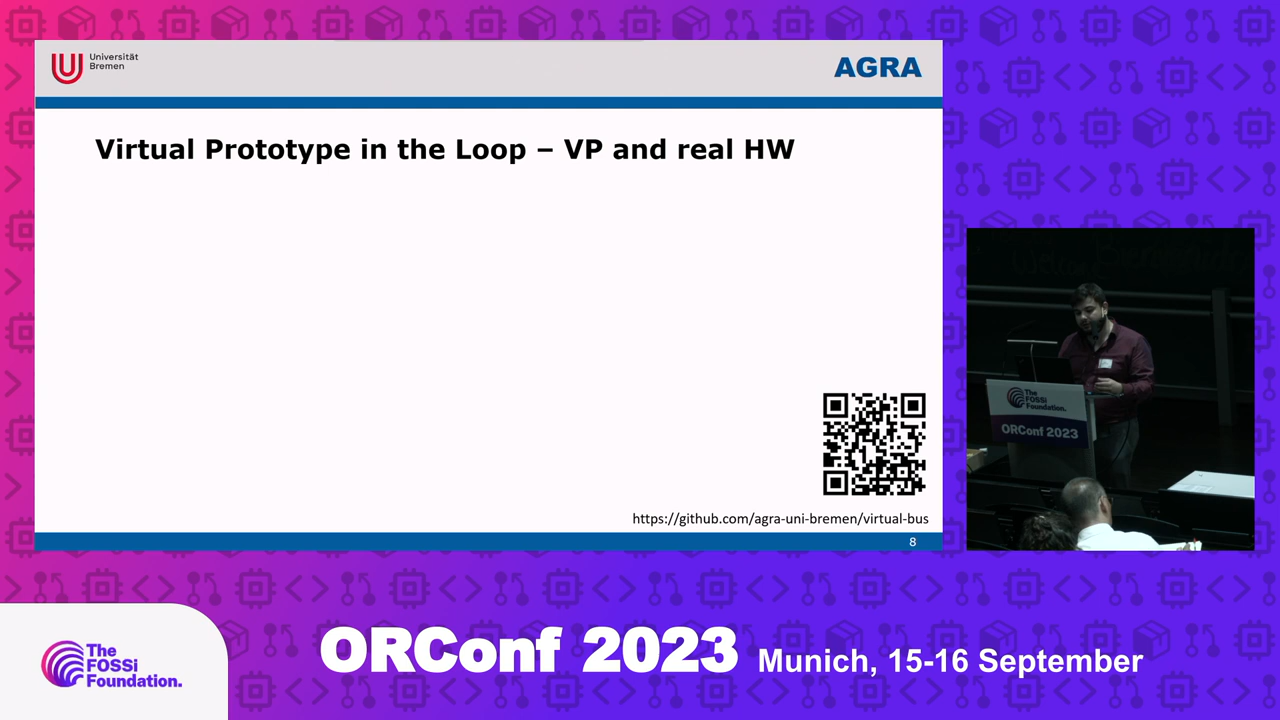 Universität
Bremen
AGRA
Virtual Prototype in the Loop – VP and real HW
https://github.com/agra-uni-bremen/virtual-bus
8
The
FOSSi
Foundation.
ORConf 2023
The
FOSSi
Foundation.
ORConf 2023 Munich, 15-16 September